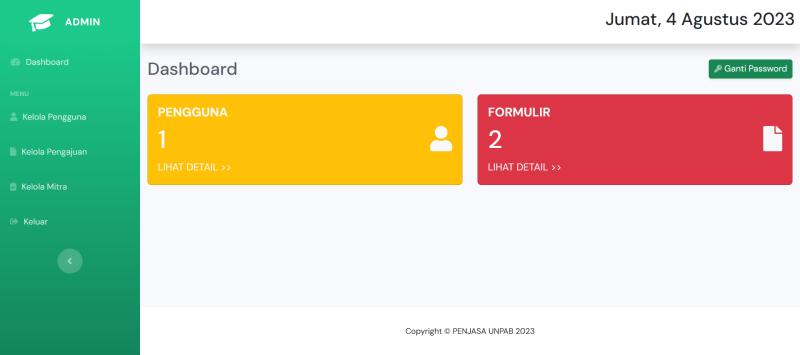 ADMIN
Dashboard
MENU
Kelola Pengguna
Kelola Pengajuan
Kelola Mitra
Keluar
Jumat, 4 Agustus 2023
Dashboard
Ganti Password
PENGGUNA
1
LIHAT DETAIL >>
FORMULIR
2
LIHAT DETAIL >>
Copyright © PENJASA UNPAB 2023